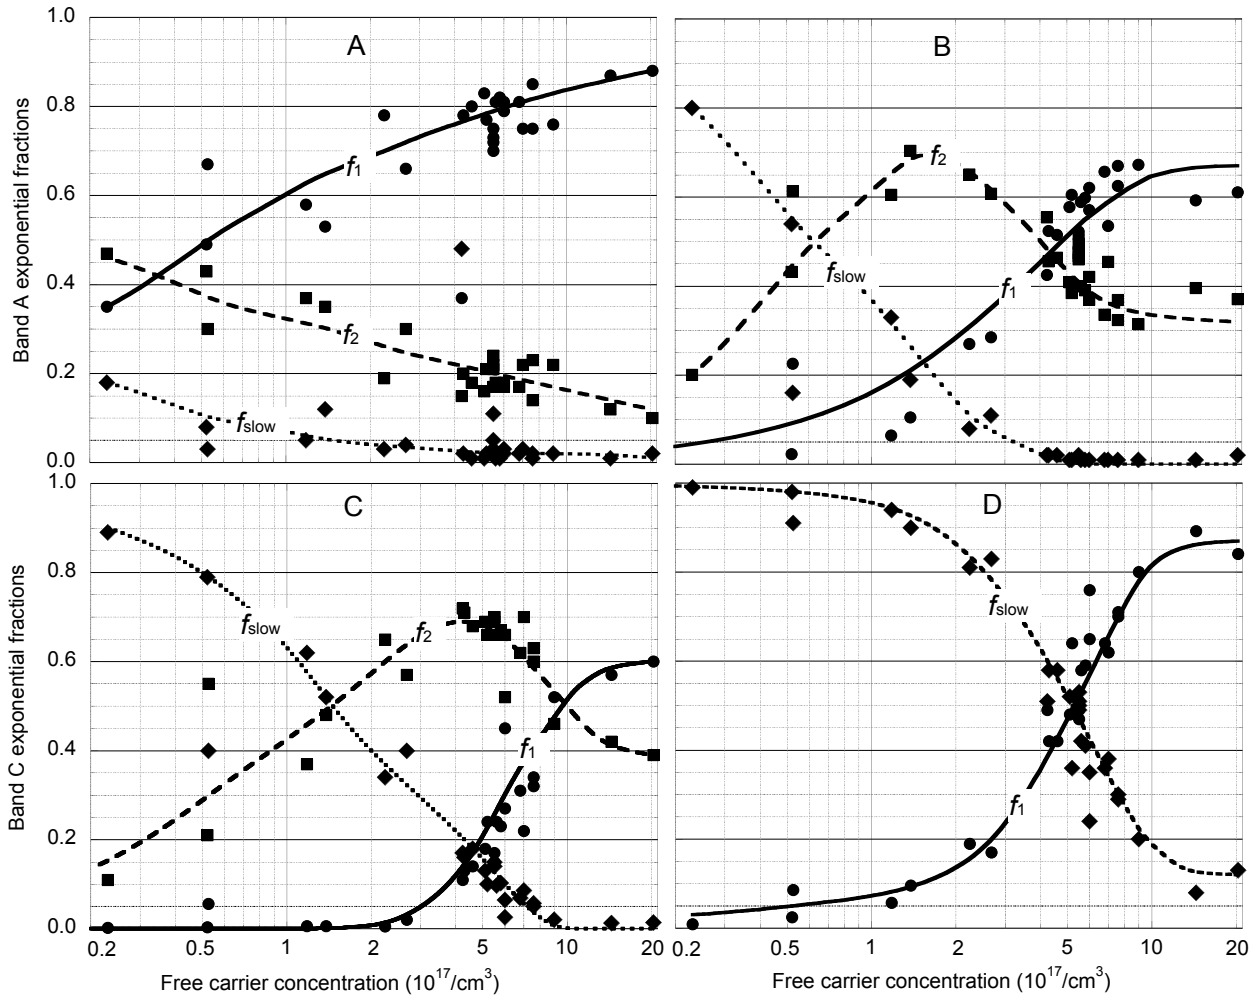 1.0
A
B
0.8
f1
f2
0.6
Band A exponential fractions
fslow
0.4
f1
f2
0.2
fslow
0.0
1.0
C
D
0.8
fslow
f2
fslow
0.6
Band C exponential fractions
f1
0.4
f1
0.2
0.0
0.2 0.5 1 2 5 10 20 0.2 0.5 1 2 5 10 20
Free carrier concentration (10^17/cm^3) Free carrier concentration (10^17/cm^3)